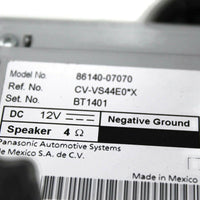 Model No. 86140-07070
Ref. No. CV-VS44E0*X
Set. No. BT1401
DC 12V Negative Ground
Speaker 4 Ω
Panasonic Automotive Systems
de Mexico S.A. de C.V.
Made in Mexico